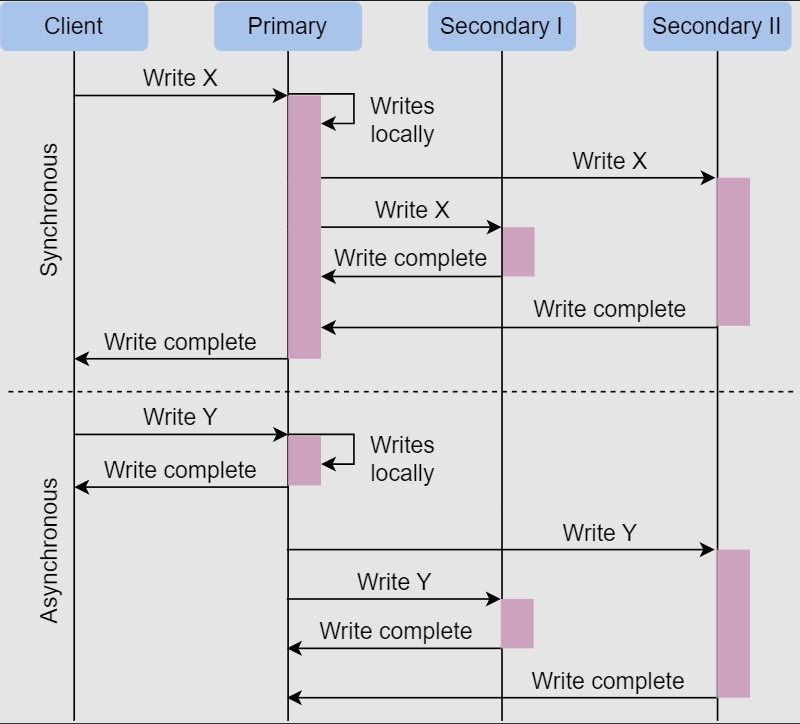 Client
Primary
Secondary I
Secondary II
Synchronous
Write X
Writes
locally
Write X
Write X
Write complete
Write complete
Write complete
Asynchronous
Write Y
Writes
locally
Write complete
Write Y
Write Y
Write complete
Write complete